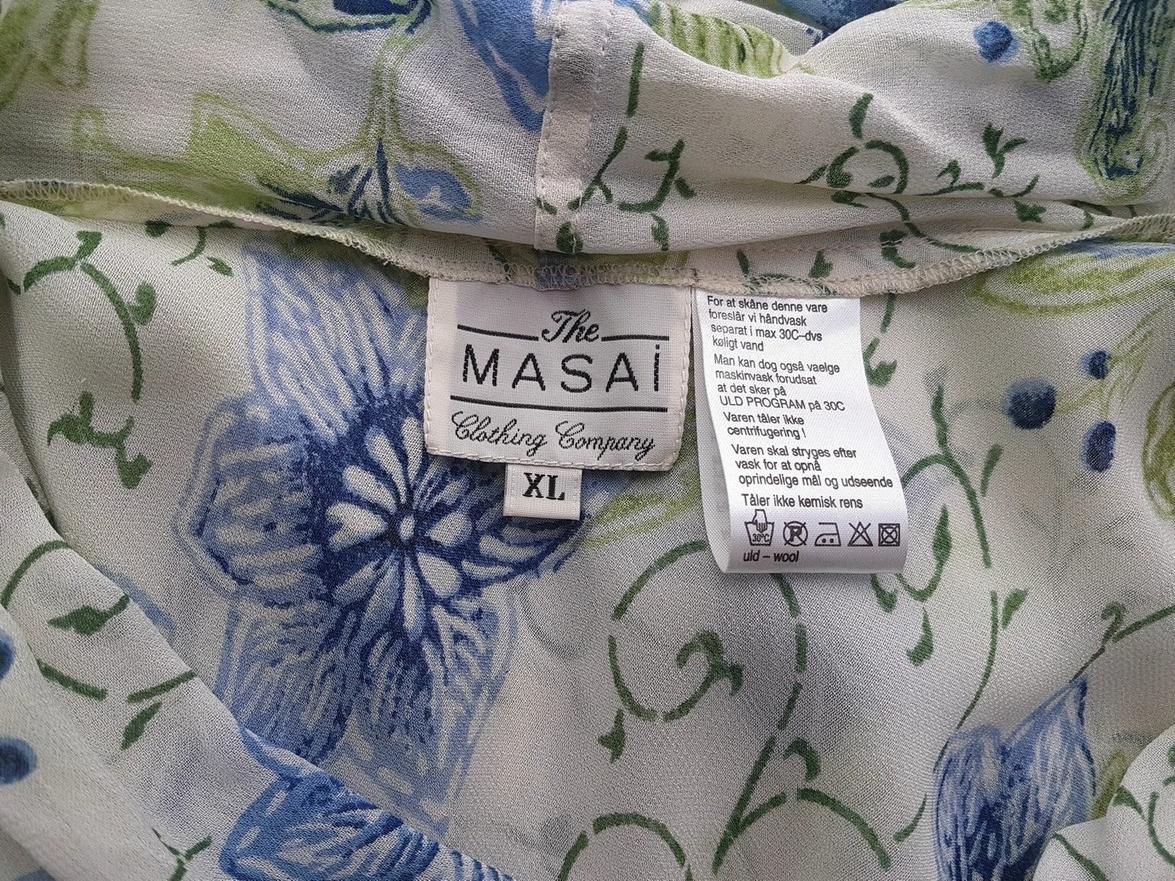 The
MASAi
Clothing Company
XL
For at skåne denne vare
foreslår vi håndvask
separat i max 30C–dvs
køligt vand
Man kan dog også vaelge
maskinvask forudsat
at det sker på
ULD PROGRAM på 30C
Varen tåler ikke
centrifugering !
Varen skal stryges efter
vask for at opnå
oprindelige mål og udseende
Tåler ikke kemisk rens
30°C R
uld – wool